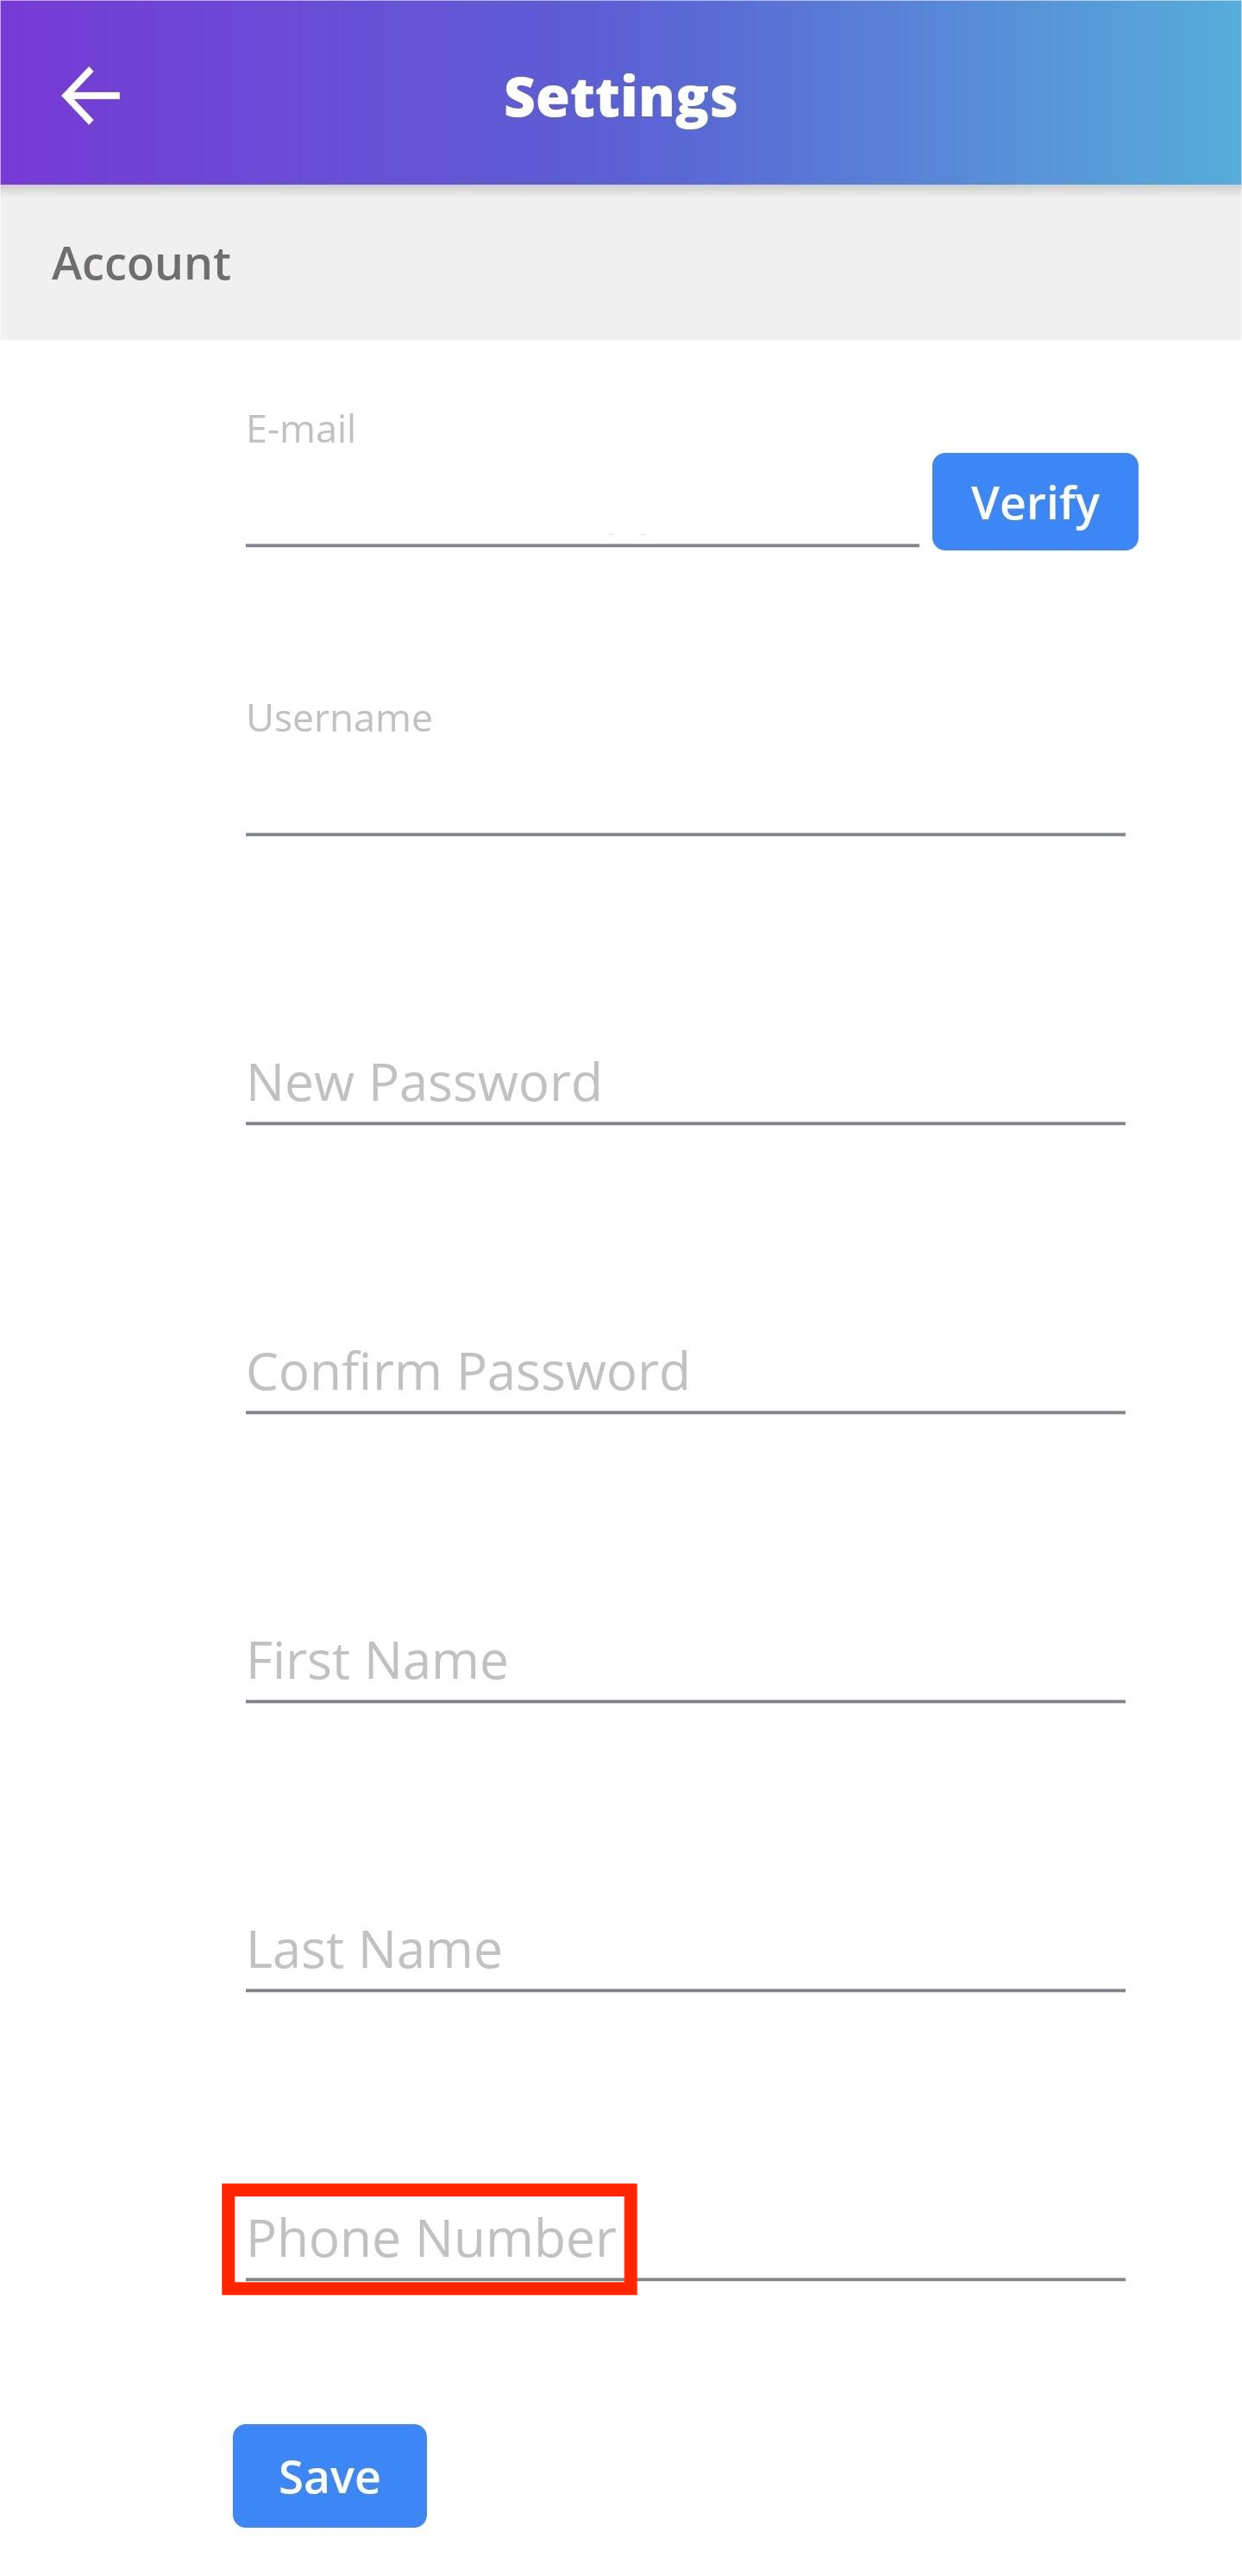 Settings
Account
E-mail
Verify
Username
New Password
Confirm Password
First Name
Last Name
Phone Number
Save